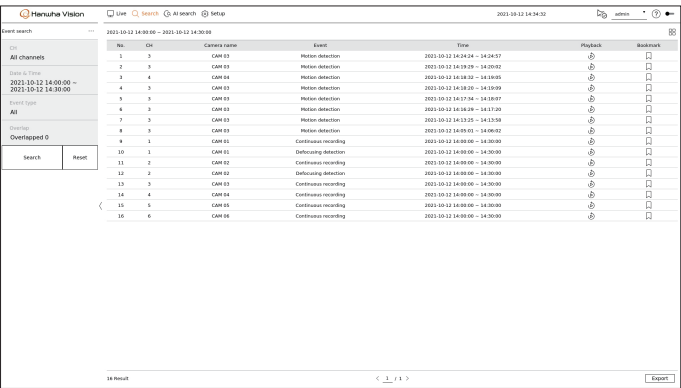 Hanwha Vision Live Search AI search Setup 2021-10-12 14:34:32 admin ?
Event search ... 2021-10-12 14:00:00 ~ 2021-10-12 14:30:00
CH
All channels
Date & Time
2021-10-12 14:00:00 ~
2021-10-12 14:30:00
Event type
All
Overlap
Overlapped 0
Search Reset
No. CH Camera name Event Time Playback Bookmark
1 3 CAM 03 Motion detection 2021-10-12 14:24:24 ~ 14:24:57
2 3 CAM 03 Motion detection 2021-10-12 14:19:29 ~ 14:20:02
3 4 CAM 04 Motion detection 2021-10-12 14:18:32 ~ 14:19:05
4 3 CAM 03 Motion detection 2021-10-12 14:18:20 ~ 14:19:09
5 3 CAM 03 Motion detection 2021-10-12 14:17:34 ~ 14:18:07
6 3 CAM 03 Motion detection 2021-10-12 14:16:29 ~ 14:17:20
7 3 CAM 03 Motion detection 2021-10-12 14:13:25 ~ 14:13:58
8 3 CAM 03 Motion detection 2021-10-12 14:05:01 ~ 14:06:02
9 1 CAM 01 Continuous recording 2021-10-12 14:00:00 ~ 14:30:00
10 1 CAM 01 Defocusing detection 2021-10-12 14:00:00 ~ 14:30:00
11 2 CAM 02 Continuous recording 2021-10-12 14:00:00 ~ 14:30:00
12 2 CAM 02 Defocusing detection 2021-10-12 14:00:00 ~ 14:30:00
13 3 CAM 03 Continuous recording 2021-10-12 14:00:00 ~ 14:30:00
14 4 CAM 04 Continuous recording 2021-10-12 14:00:00 ~ 14:30:00
15 5 CAM 05 Continuous recording 2021-10-12 14:00:00 ~ 14:30:00
16 6 CAM 06 Continuous recording 2021-10-12 14:00:00 ~ 14:30:00
16 Result < 1 / 1 > Export